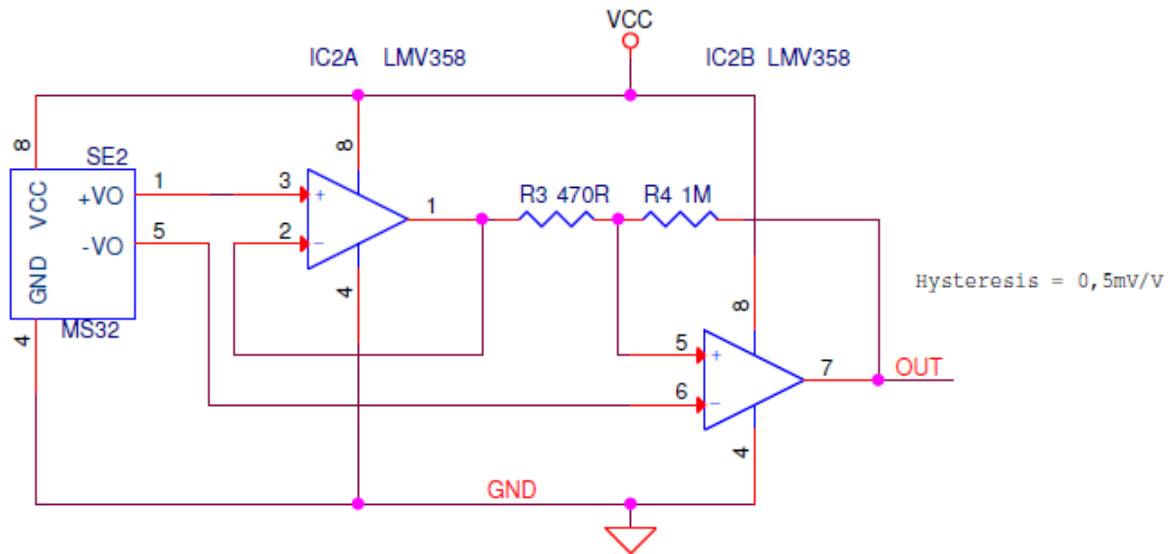 VCC
IC2A LMV358
IC2B LMV358
8
8
SE2
1
3
+
R3 470R
R4 1M
+VO
VCC
1
5
2
-
-VO
GND
Hysteresis = 0,5mV/V
4
8
MS32
4
5
+
7
OUT
6
-
4
GND